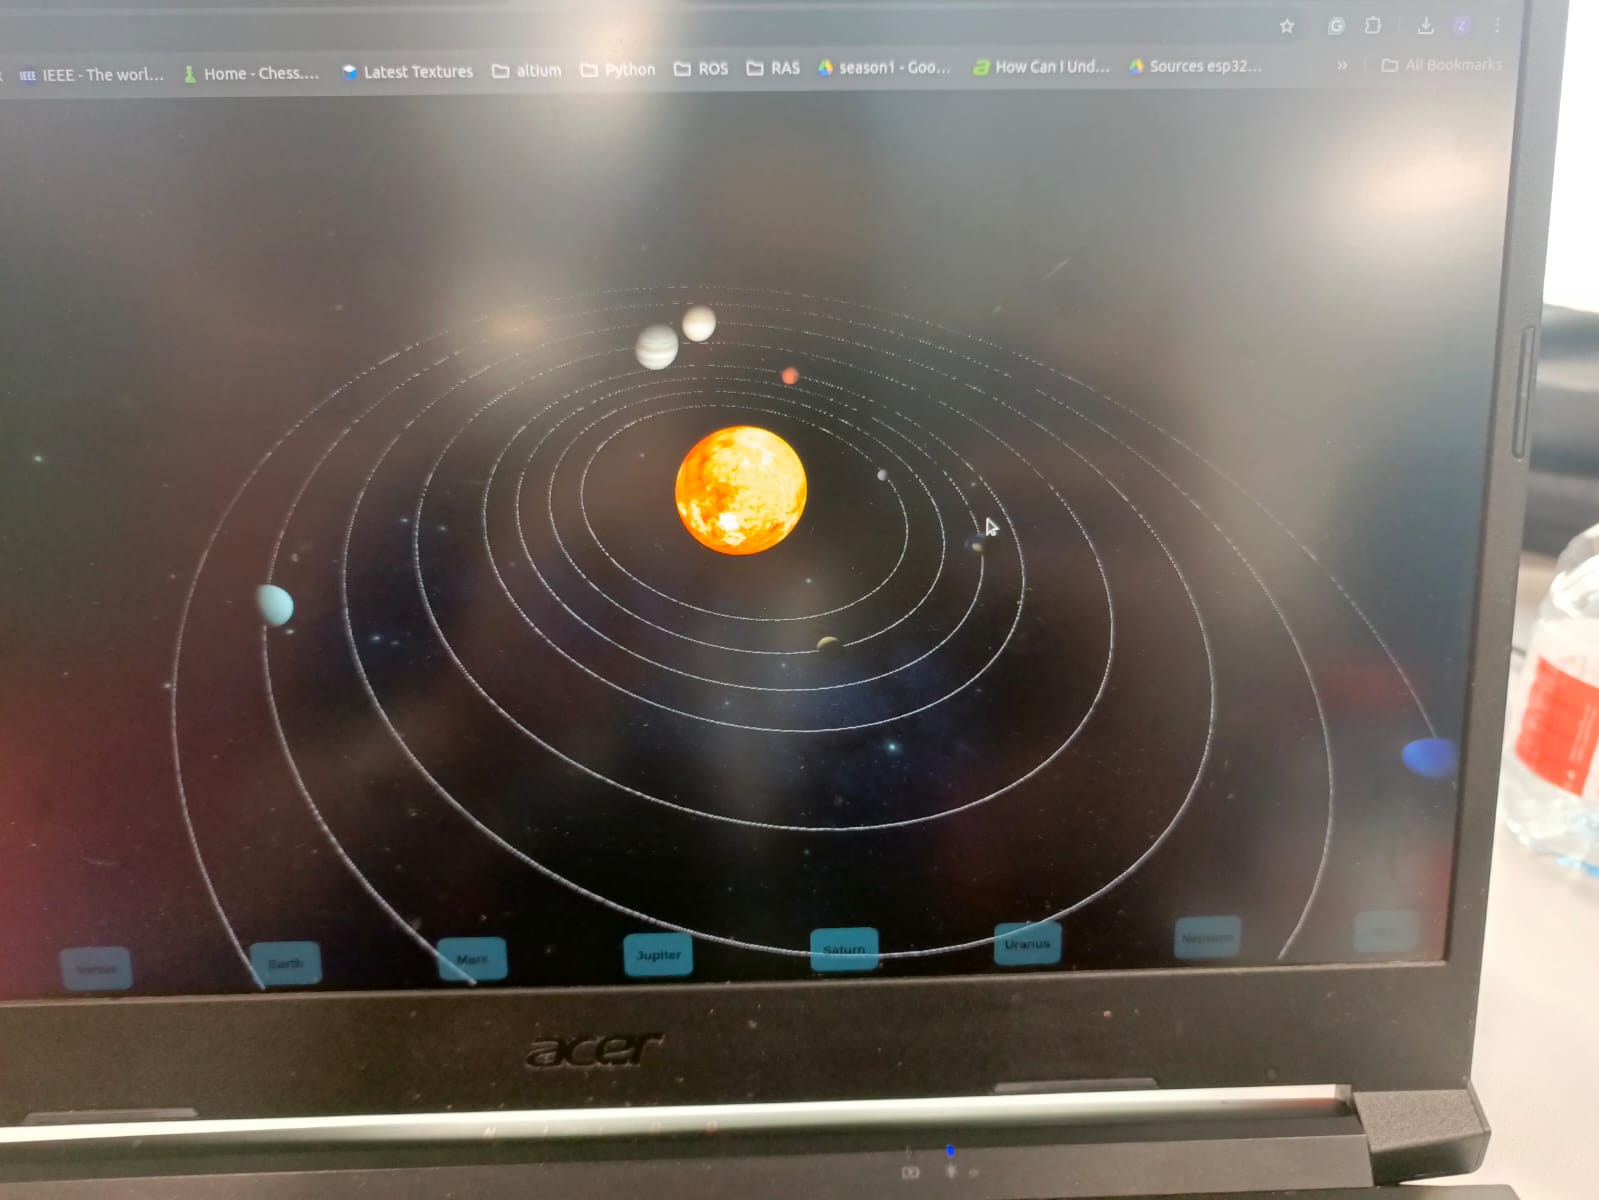 IEEE IEEE - The worl... Home - Chess.... Latest Textures altium Python ROS RAS season1 - Goo... How Can I Und... Sources esp32... » All Bookmarks
Venus Earth Mars Jupiter Saturn Uranus Neptune
acer